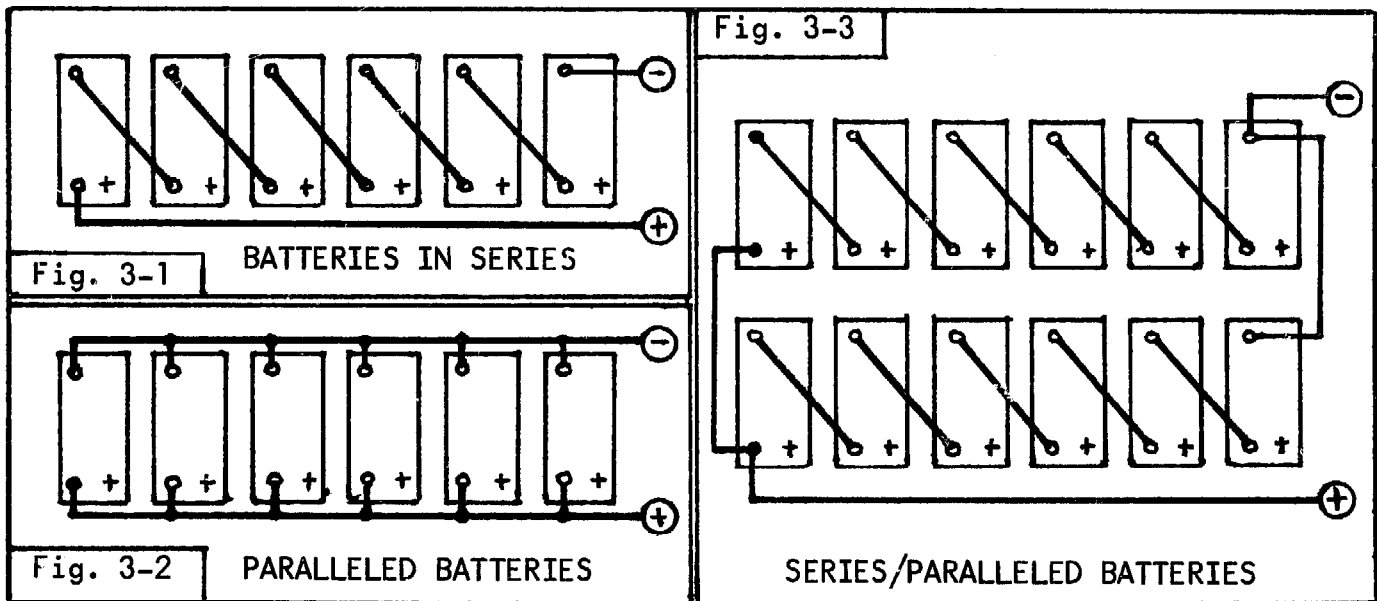 −
+ + + + + +
+
BATTERIES IN SERIES
Fig. 3-1
−
+ + + + + +
+
Fig. 3-2
PARALLELED BATTERIES
Fig. 3-3
−
+ + + + + +
+ + + + + +
+
SERIES/PARALLELED BATTERIES